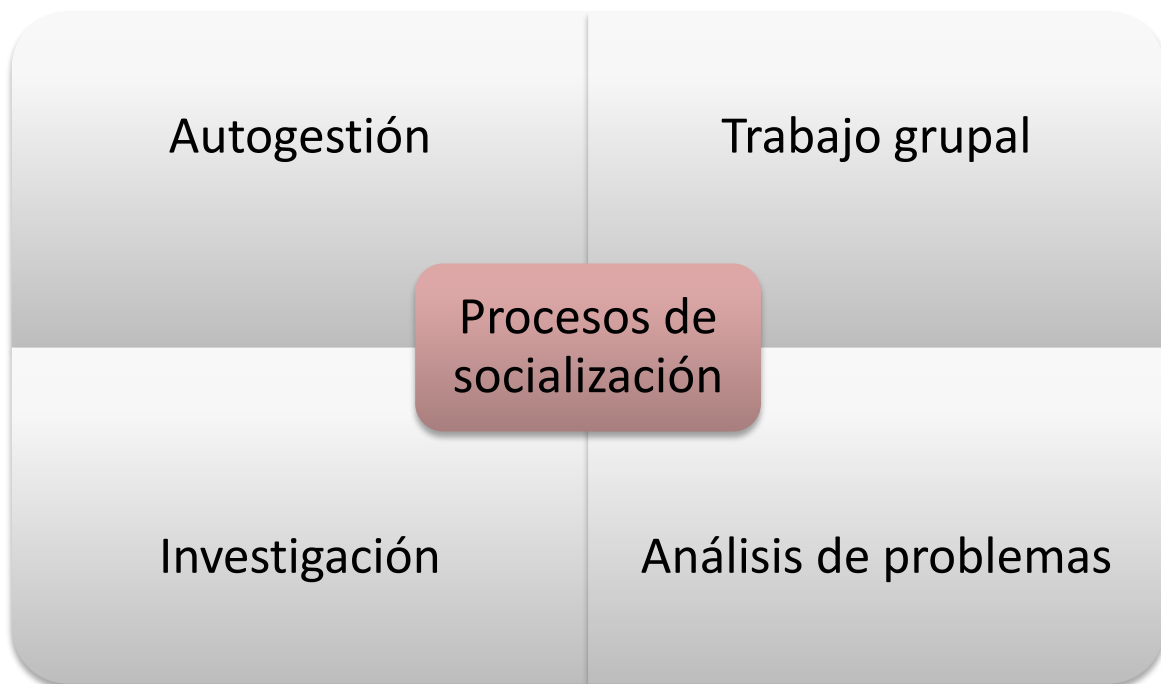 Autogestión
Trabajo grupal
Procesos de
socialización
Investigación
Análisis de problemas